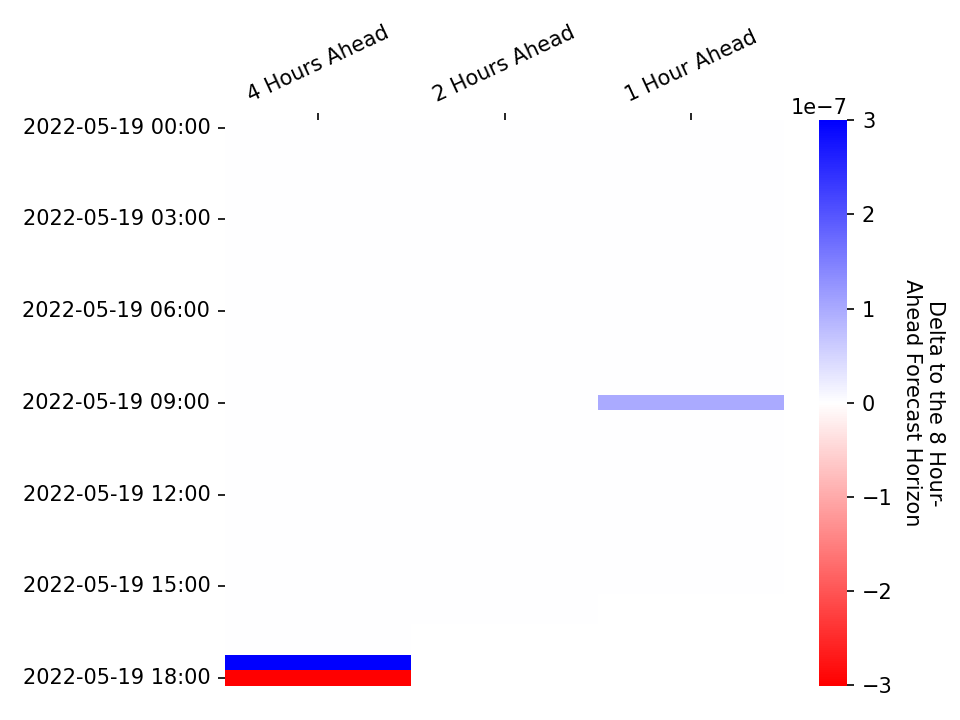 4 Hours Ahead
2 Hours Ahead
1 Hour Ahead
1e−7
2022-05-19 00:00
2022-05-19 03:00
2022-05-19 06:00
2022-05-19 09:00
2022-05-19 12:00
2022-05-19 15:00
2022-05-19 18:00
3
2
1
0
−1
−2
−3
Delta to the 8 Hour-
Ahead Forecast Horizon